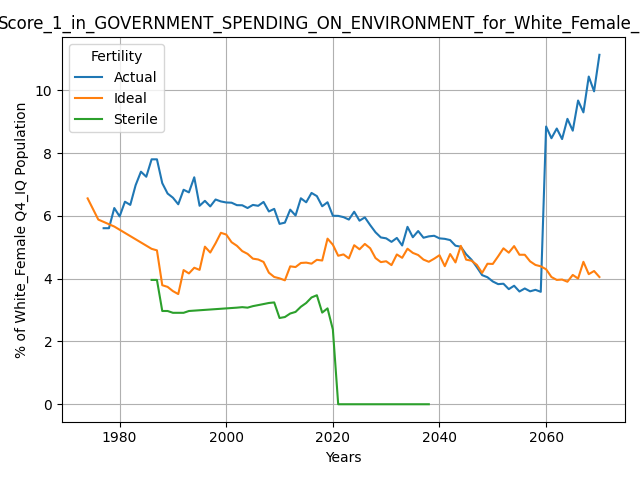 Score_1_in_GOVERNMENT_SPENDING_ON_ENVIRONMENT_for_White_Female_
Fertility
Actual
Ideal
Sterile
% of White_Female Q4_IQ Population
10
8
6
4
2
0
1980 2000 2020 2040 2060
Years